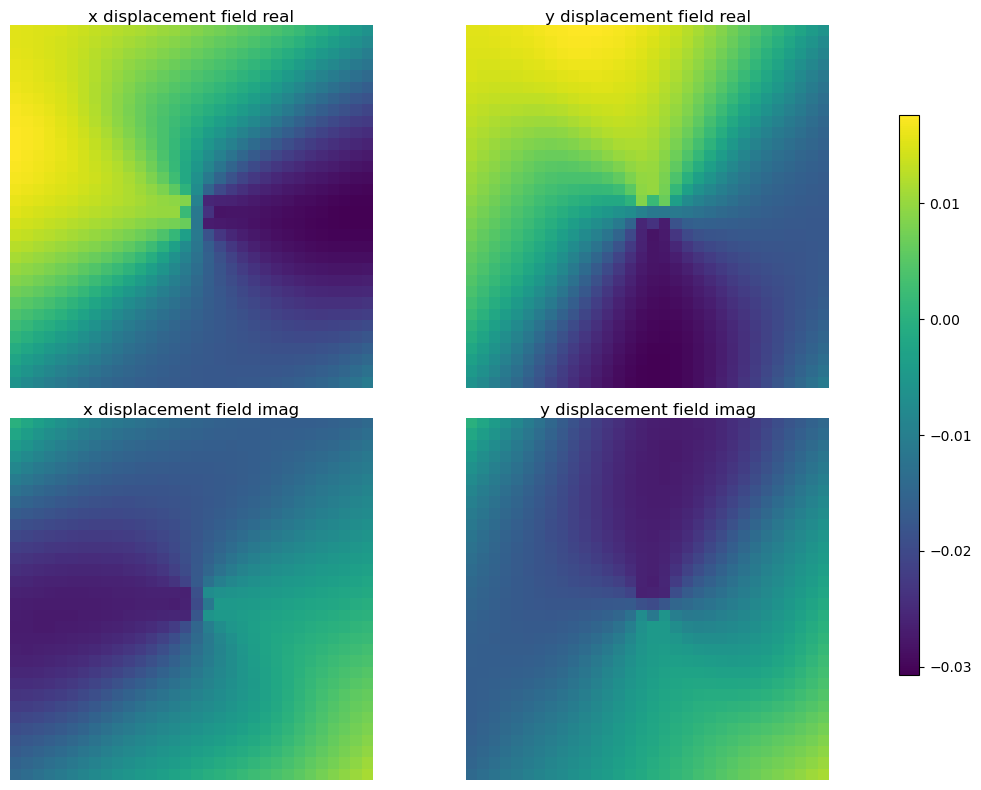 x displacement field real
y displacement field real
x displacement field imag
y displacement field imag
0.01
0.00
−0.01
−0.02
−0.03